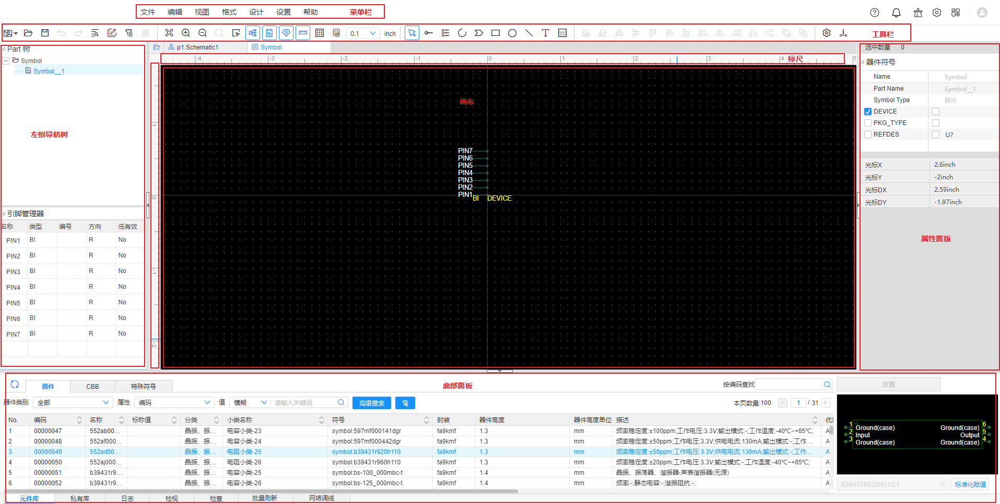 文件 编辑 视图 格式 设计 设置 帮助 菜单栏
0.1 inch 工具栏
Part 树
Symbol
Symbol__1
左侧导航树
引脚管理器
名称 类型 编号 方向 低有效
PIN1 BI R No
PIN2 BI R No
PIN3 BI R No
PIN4 BI R No
PIN5 BI R No
PIN6 BI R No
PIN7 BI R No
p1.Schematic1 Symbol
-4 -3 -2 -1 0 1 2 3 4 标尺 5
1
0
-1
-2
画布
PIN7
PIN6
PIN5
PIN4
PIN3
PIN2
PIN1
BI DEVICE
选中数量 0
器件符号
Name Symbol
Part Name Symbol__1
Symbol Type 器件
DEVICE
PKG_TYPE
REFDES U?
光标X 2.6inch
光标Y -2inch
光标DX 2.59inch
光标DY -1.97inch
属性面版
器件 CBB 特殊符号 底部面板 按编码查找
器件类别 全部 属性 编码 值 模糊 请输入关键词 高级搜索 本页数量:100 1 / 31
No. 编码 名称 标称值 分类 小类名称 符号 封装 器件高度 器件高度单位 描述
1 00000047 552ab00... 晶振、振... 电容小类-23 symbol:597mf000141dgr fa9kmf 1.3 mm 频率稳定度:±100ppm;工作电压:3.3V;输出模式:-;工作温度:-40℃~+85℃; A
2 00000048 552af000... 晶振、振... 电容小类-24 symbol:597mf000442dgr fa9kmf 1.3 mm 频率稳定度:±50ppm;工作电压:3.3V;供电电流:130mA;输出模式:-;工作... A
3 00000049 552ad00... 晶振、振... 电阻小类-25 symbol:b39431r920h110 fa9kmf 1.3 mm 频率稳定度:±50ppm;工作电压:3.3V;供电电流:130mA;输出模式:-;工作... A
4 00000050 552aj000... 晶振、振... 电阻小类-26 symbol:b39431r960h110 fa9kmf 1.3 mm 频率稳定度:±20ppm;工作电压:3.3V;输出模式:-;工作温度:-40℃~+85℃; A
5 00000051 b39431r9... 晶振、振... 电容小类-25 symbol:bs-100_000mbc-t fa9kmf 1.4 mm 晶振、振荡器、谐振器-声表谐振器(无源) A
6 00000052 b39431r9... 晶振、振... 电容小类-26 symbol:bs-125_000mbc-t fa9kmf 1.4 mm 频率:-;静态电容:-;谐振阻抗:-; A
元件库 私有库 日志 检视 检查 批量刷新 网络调线
放置
1 Ground(case) Ground(case) 6
2 Input Output 5
3 Ground(case) Ground(case) 4
B39431R920H110.1 标准化赋值